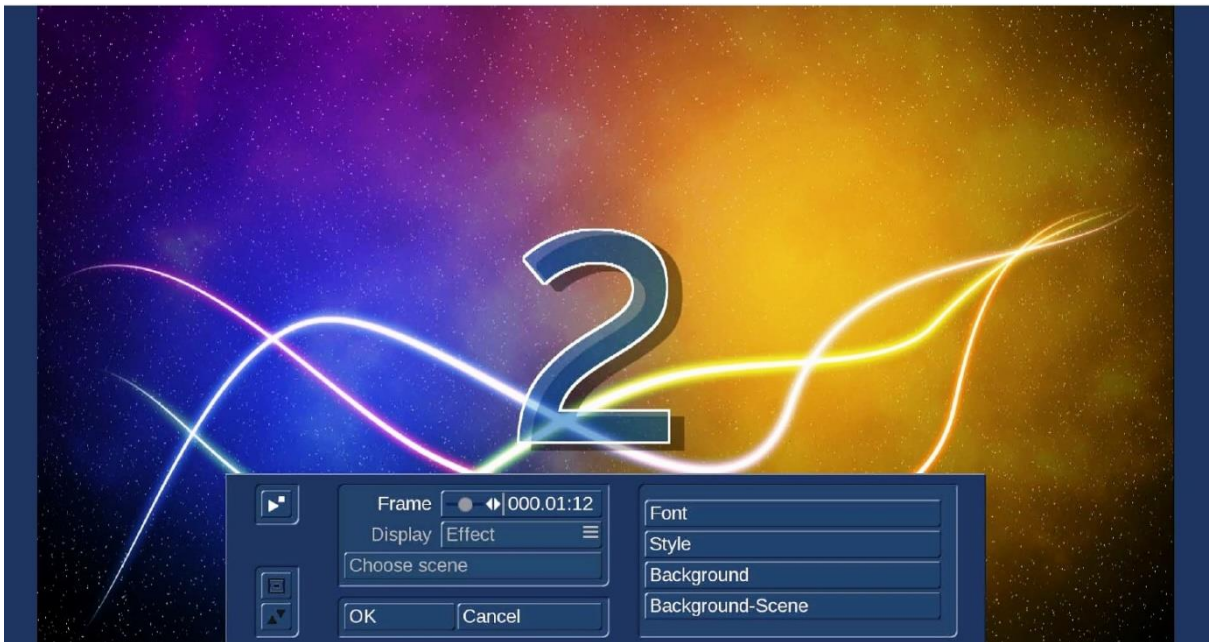 2
Frame 000.01:12
Display Effect
Choose scene
OK Cancel
Font
Style
Background
Background-Scene